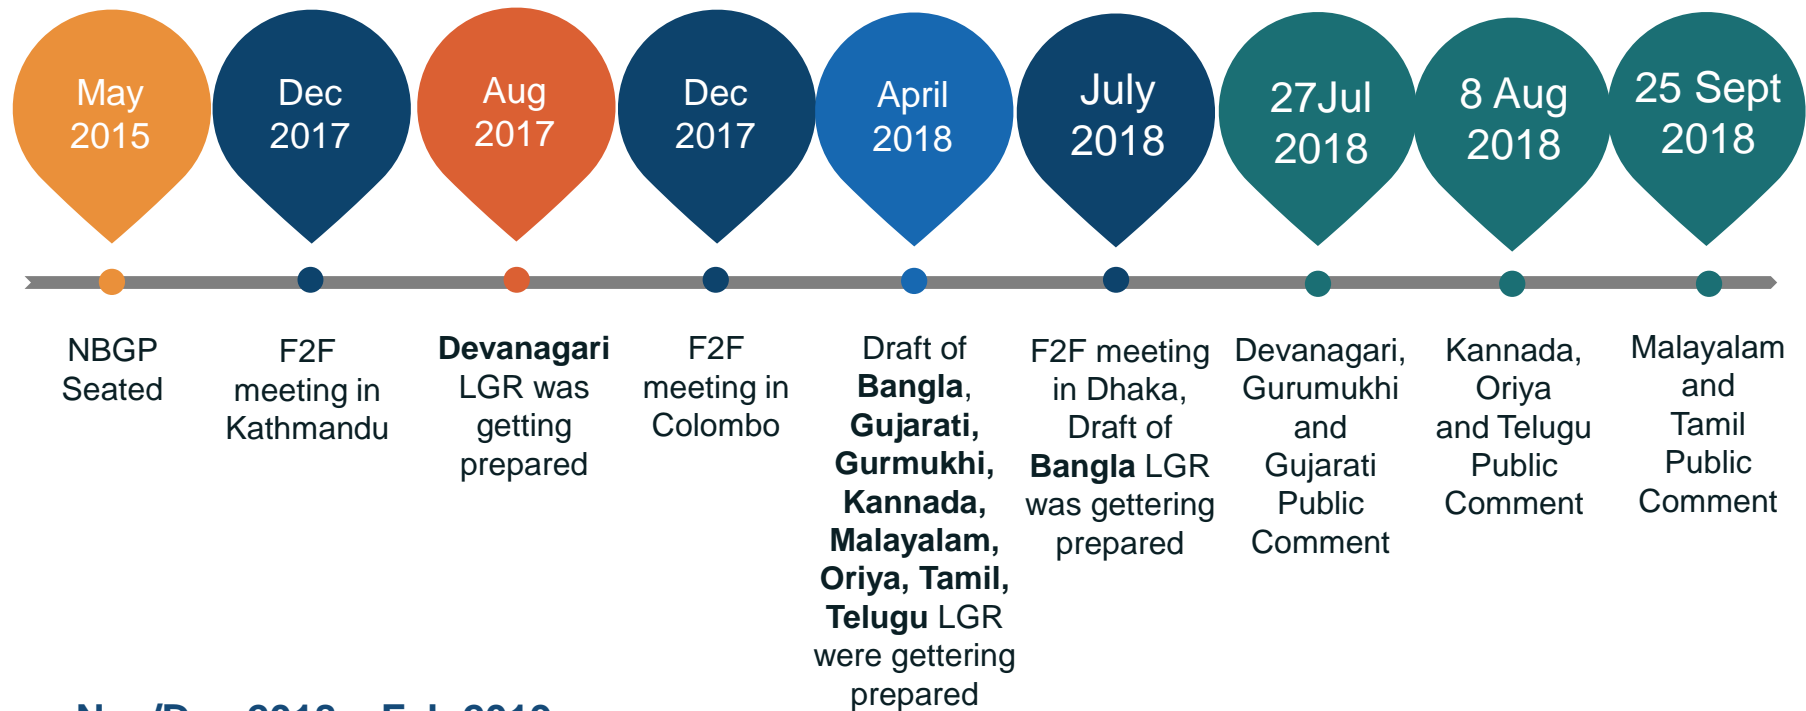 May
2015
Dec
2017
Aug
2017
Dec
2017
April
2018
July
2018
27Jul
2018
8 Aug
2018
25 Sept
2018
NBGP
Seated
F2F
meeting in
Kathmandu
Devanagari
LGR was
getting
prepared
F2F
meeting in
Colombo
Draft of
Bangla,
Gujarati,
Gurmukhi,
Kannada,
Malayalam,
Oriya, Tamil,
Telugu LGR
were gettering
prepared
F2F meeting
in Dhaka,
Draft of
Bangla LGR
was gettering
prepared
Devanagari,
Gurumukhi
and
Gujarati
Public
Comment
Kannada,
Oriya
and Telugu
Public
Comment
Malayalam
and
Tamil
Public
Comment